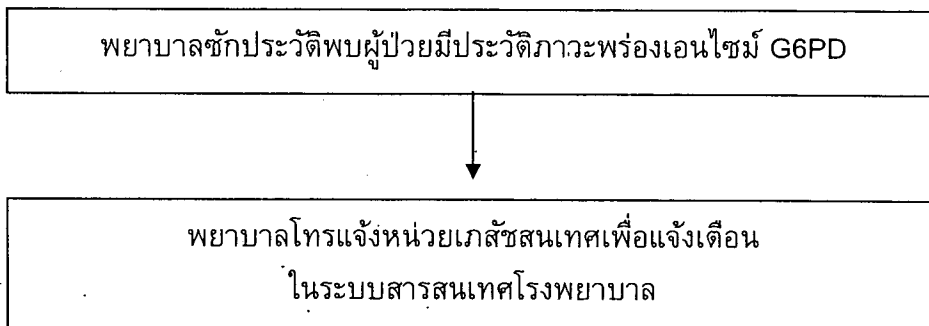 พยาบาลซักประวัติพบผู้ป่วยมีประวัติภาวะพร่องเอนไซม์ G6PD
พยาบาลโทรแจ้งหน่วยเภสัชสนเทศเพื่อแจ้งเตือน
ในระบบสารสนเทศโรงพยาบาล